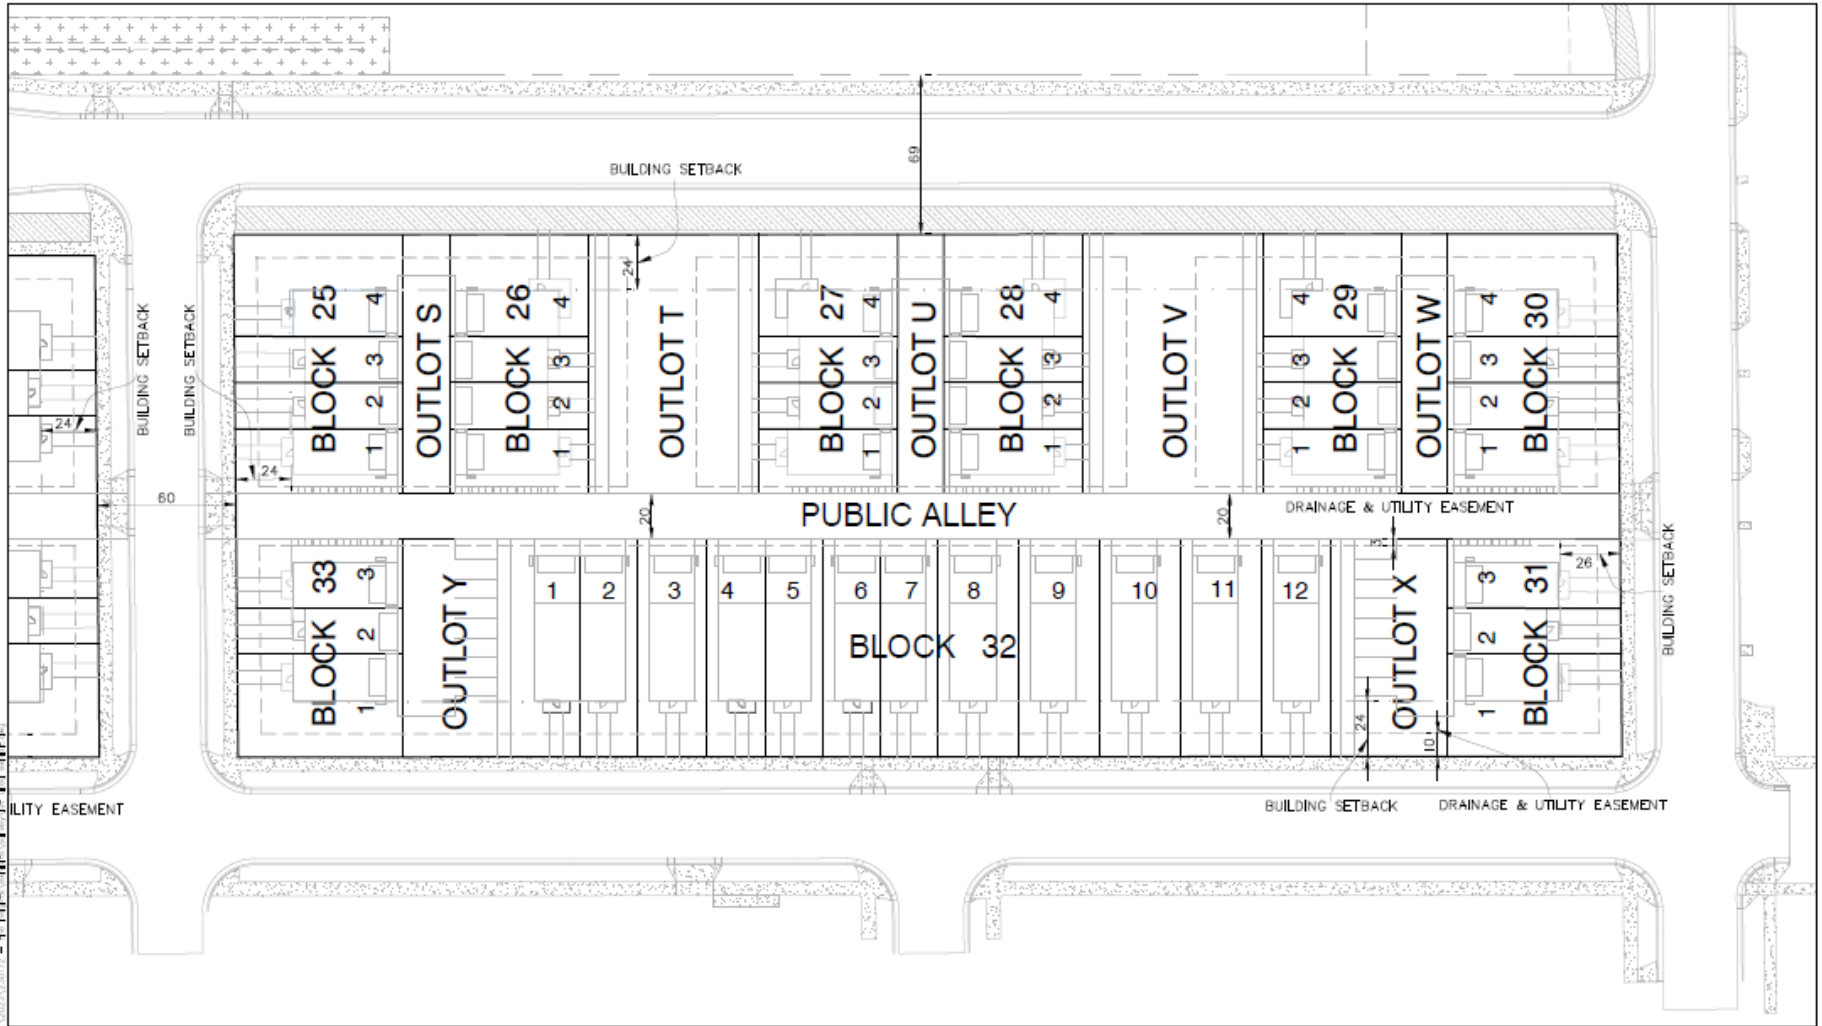 69
BUILDING SETBACK
24
BLOCK 25
4
3
2
1
OUTLOT S
BLOCK 26
4
3
2
1
OUTLOT T
BLOCK 27
4
3
2
1
OUTLOT U
BLOCK 28
4
3
2
1
OUTLOT V
BLOCK 29
4
3
2
1
OUTLOT W
BLOCK 30
4
3
2
1
BUILDING SETBACK
BUILDING SETBACK
24
24
60
20
PUBLIC ALLEY
20
DRAINAGE & UTILITY EASEMENT
3
BLOCK 33
3
2
1
OUTLOT Y
1
2
3
4
5
6
7
8
9
10
11
12
BLOCK 32
OUTLOT X
BLOCK 31
3
2
1
26
BUILDING SETBACK
24
10
ILITY EASEMENT
BUILDING SETBACK
DRAINAGE & UTILITY EASEMENT